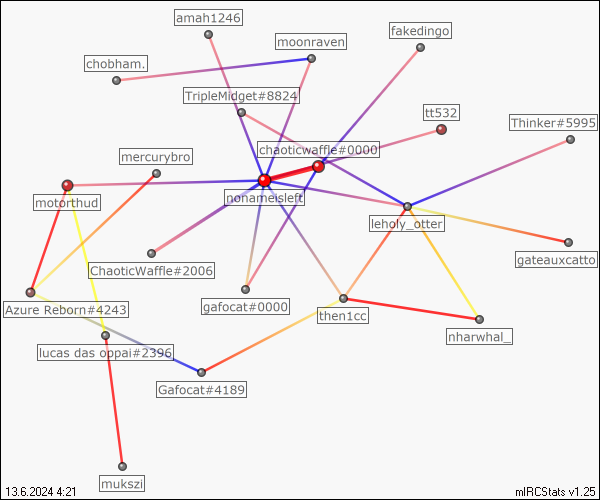 amah1246
fakedingo
moonraven
chobham.
TripleMidget#8824
tt532
Thinker#5995
chaoticwaffle#0000
mercurybro
nonameisleft
motorthud
leholy_otter
ChaoticWaffle#2006
gateauxcatto
Azure Reborn#4243
gafocat#0000
then1cc
nharwhal_
lucas das oppai#2396
Gafocat#4189
mukszi
13.6.2024 4:21
mIRCStats v1.25